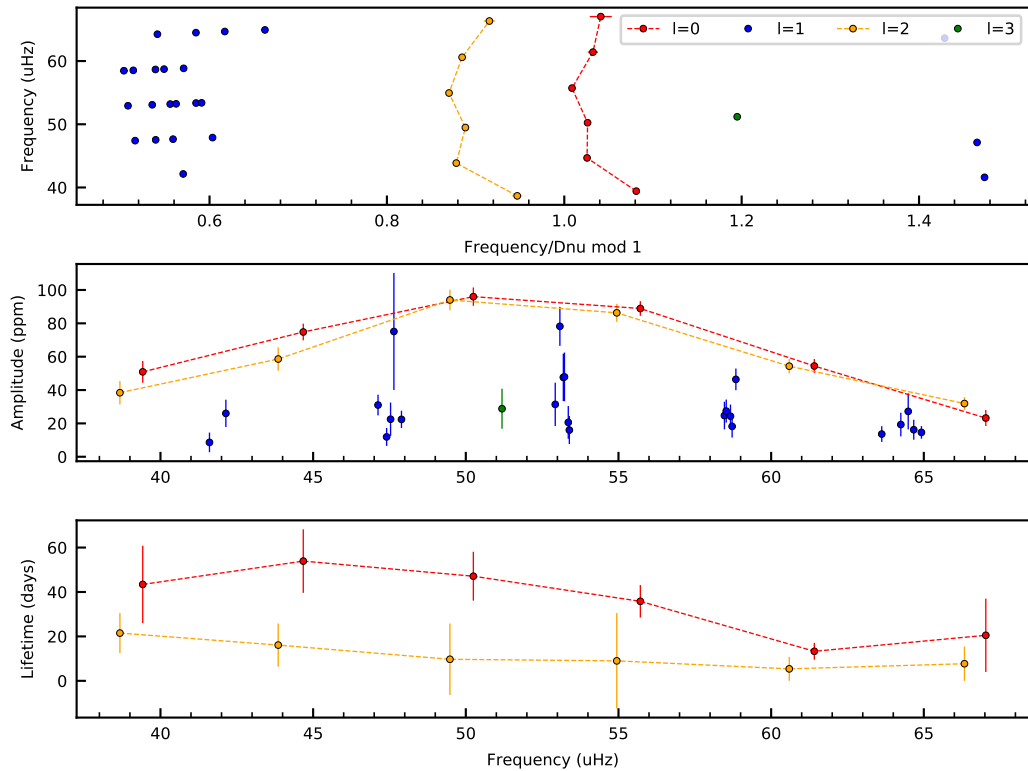 Frequency (uHz)
60
50
40
l=0 l=1 l=2 l=3
0.6 0.8 1.0 1.2 1.4
Frequency/Dnu mod 1
Amplitude (ppm)
100
80
60
40
20
0
40 45 50 55 60 65
Lifetime (days)
60
40
20
0
40 45 50 55 60 65
Frequency (uHz)